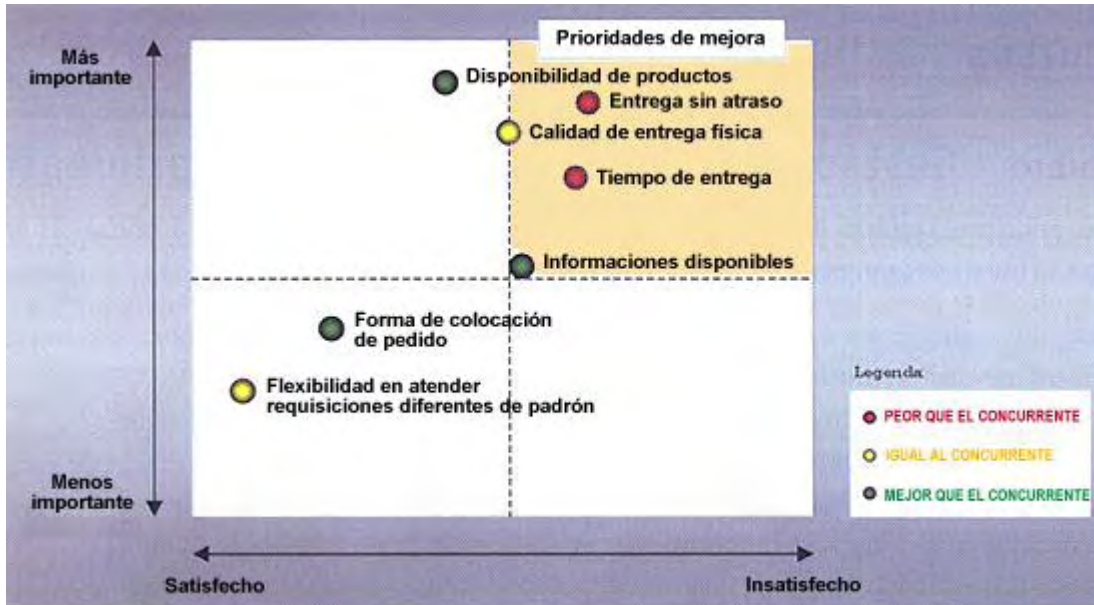 Prioridades de mejora
Más
importante
Disponibilidad de productos
Entrega sin atraso
Calidad de entrega física
Tiempo de entrega
Informaciones disponibles
Forma de colocación
de pedido
Flexibilidad en atender
requisiciones diferentes de padrón
Legenda
PEOR QUE EL CONCURRENTE
IGUAL AL CONCURRENTE
MEJOR QUE EL CONCURRENTE
Menos
importante
Satisfecho
Insatisfecho